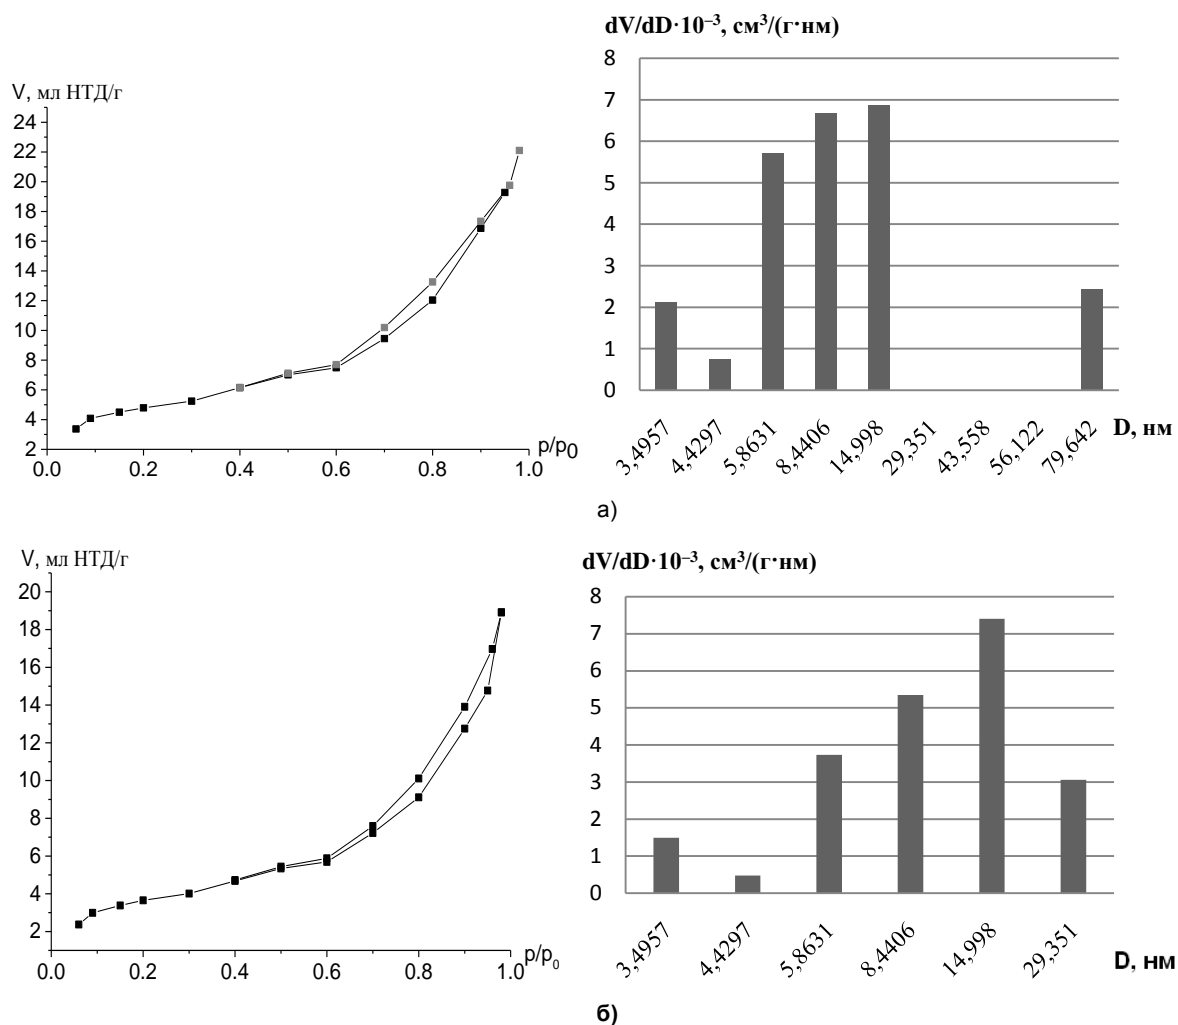 dV/dD·10⁻³, см³/(г·нм)
V, мл НТД/г
24
22
20
18
16
14
12
10
8
6
4
2
0.0 0.2 0.4 0.6 0.8 1.0
p/p0
8
7
6
5
4
3
2
1
0
3,4957 4,4297 5,8631 8,4406 14,998 29,351 43,558 56,122 79,642
D, нм
а)
V, мл НТД/г
20
18
16
14
12
10
8
6
4
2
0.0 0.2 0.4 0.6 0.8 1.0
p/p₀
dV/dD·10⁻³, см³/(г·нм)
8
7
6
5
4
3
2
1
0
3,4957 4,4297 5,8631 8,4406 14,998 29,351
D, нм
б)